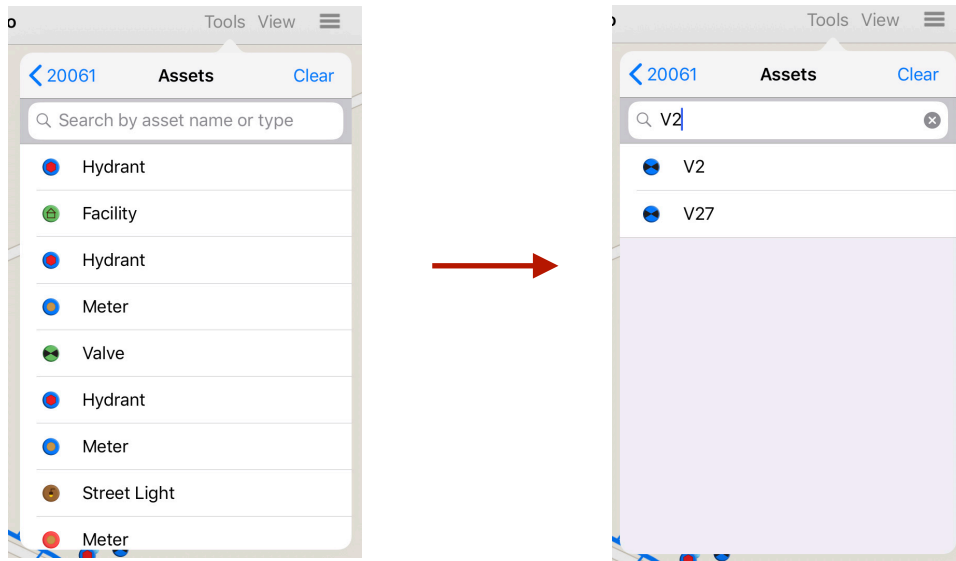 o
Tools View
20061 Assets Clear
Search by asset name or type
Hydrant
Facility
Hydrant
Meter
Valve
Hydrant
Meter
Street Light
Meter
Tools View
20061 Assets Clear
V2
V2
V27